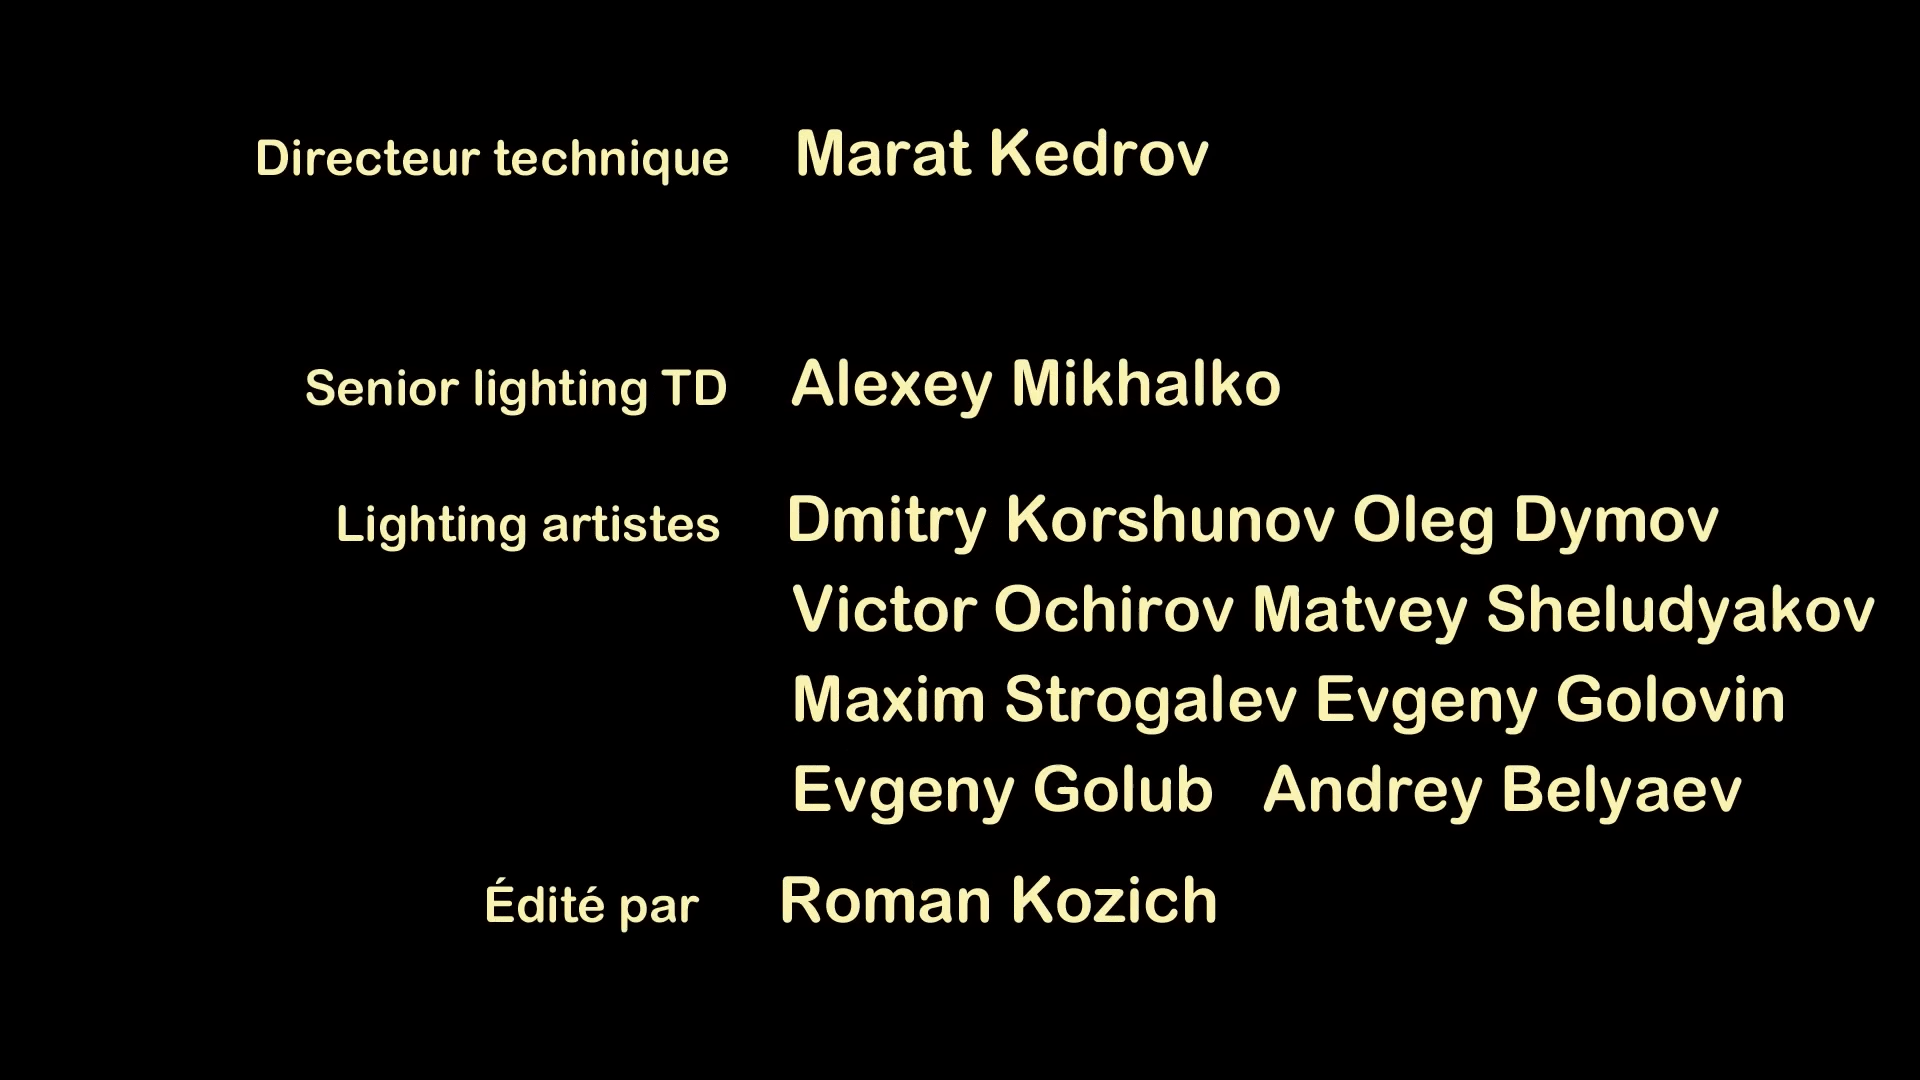 Directeur technique Marat Kedrov
Senior lighting TD Alexey Mikhalko
Lighting artistes Dmitry Korshunov Oleg Dymov
Victor Ochirov Matvey Sheludyakov
Maxim Strogalev Evgeny Golovin
Evgeny Golub Andrey Belyaev
Édité par Roman Kozich